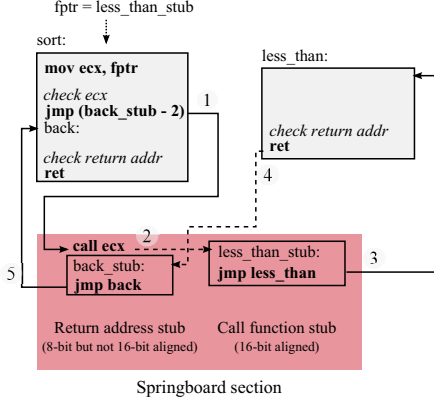 fptr = less_than_stub
sort:
mov ecx, fptr
check ecx
jmp (back_stub - 2)
back:
check return addr
ret
1
less_than:
check return addr
ret
4
call ecx
2
back_stub:
jmp back
less_than_stub:
jmp less_than
3
5
Return address stub
(8-bit but not 16-bit aligned)
Call function stub
(16-bit aligned)
Springboard section